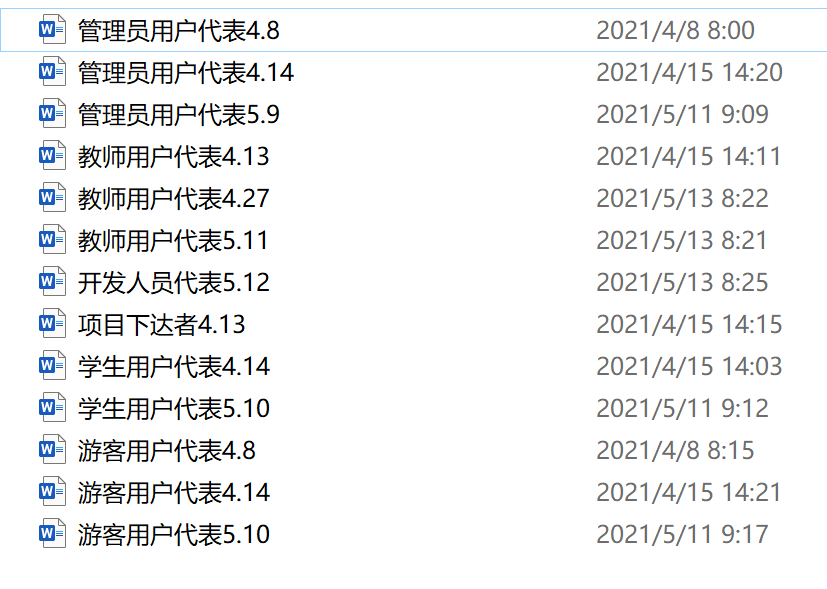 管理员用户代表4.8 2021/4/8 8:00
管理员用户代表4.14 2021/4/15 14:20
管理员用户代表5.9 2021/5/11 9:09
教师用户代表4.13 2021/4/15 14:11
教师用户代表4.27 2021/5/13 8:22
教师用户代表5.11 2021/5/13 8:21
开发人员代表5.12 2021/5/13 8:25
项目下达者4.13 2021/4/15 14:15
学生用户代表4.14 2021/4/15 14:03
学生用户代表5.10 2021/5/11 9:12
游客用户代表4.8 2021/4/8 8:15
游客用户代表4.14 2021/4/15 14:21
游客用户代表5.10 2021/5/11 9:17